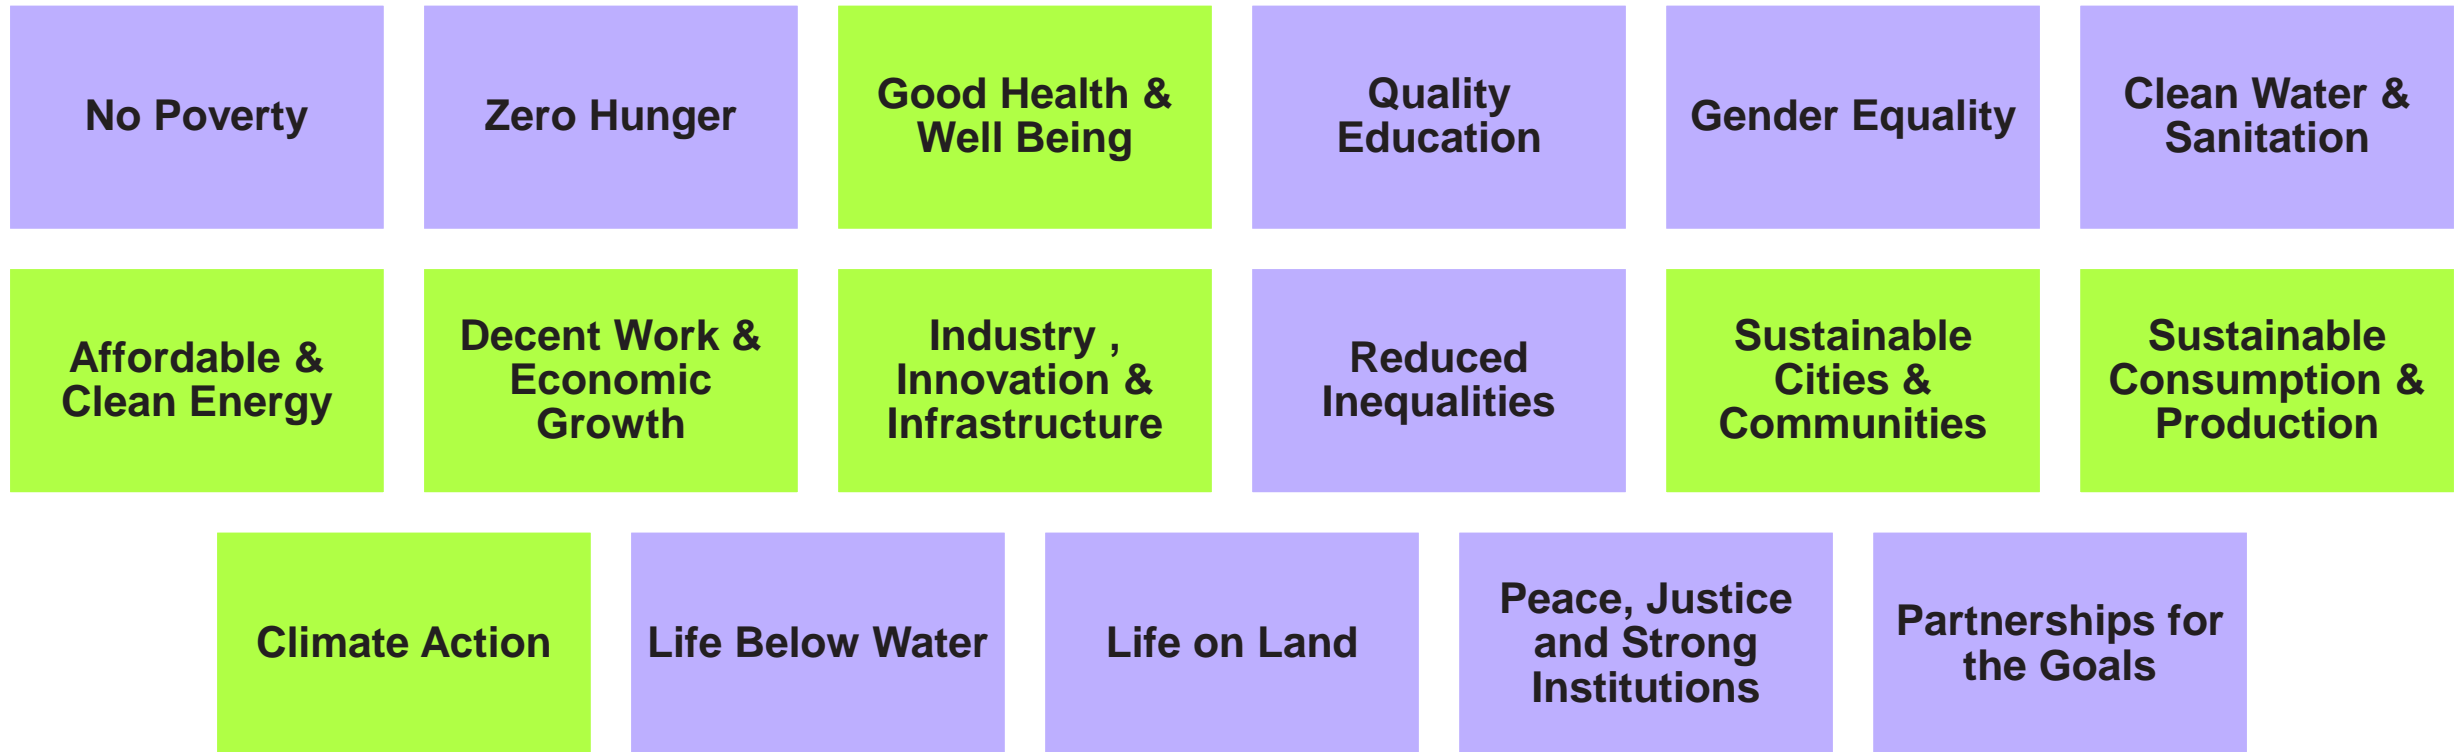 No Poverty
Zero Hunger
Good Health &
Well Being
Quality
Education
Gender Equality
Clean Water &
Sanitation
Affordable &
Clean Energy
Decent Work &
Economic
Growth
Industry ,
Innovation &
Infrastructure
Reduced
Inequalities
Sustainable
Cities &
Communities
Sustainable
Consumption &
Production
Climate Action
Life Below Water
Life on Land
Peace, Justice
and Strong
Institutions
Partnerships for
the Goals